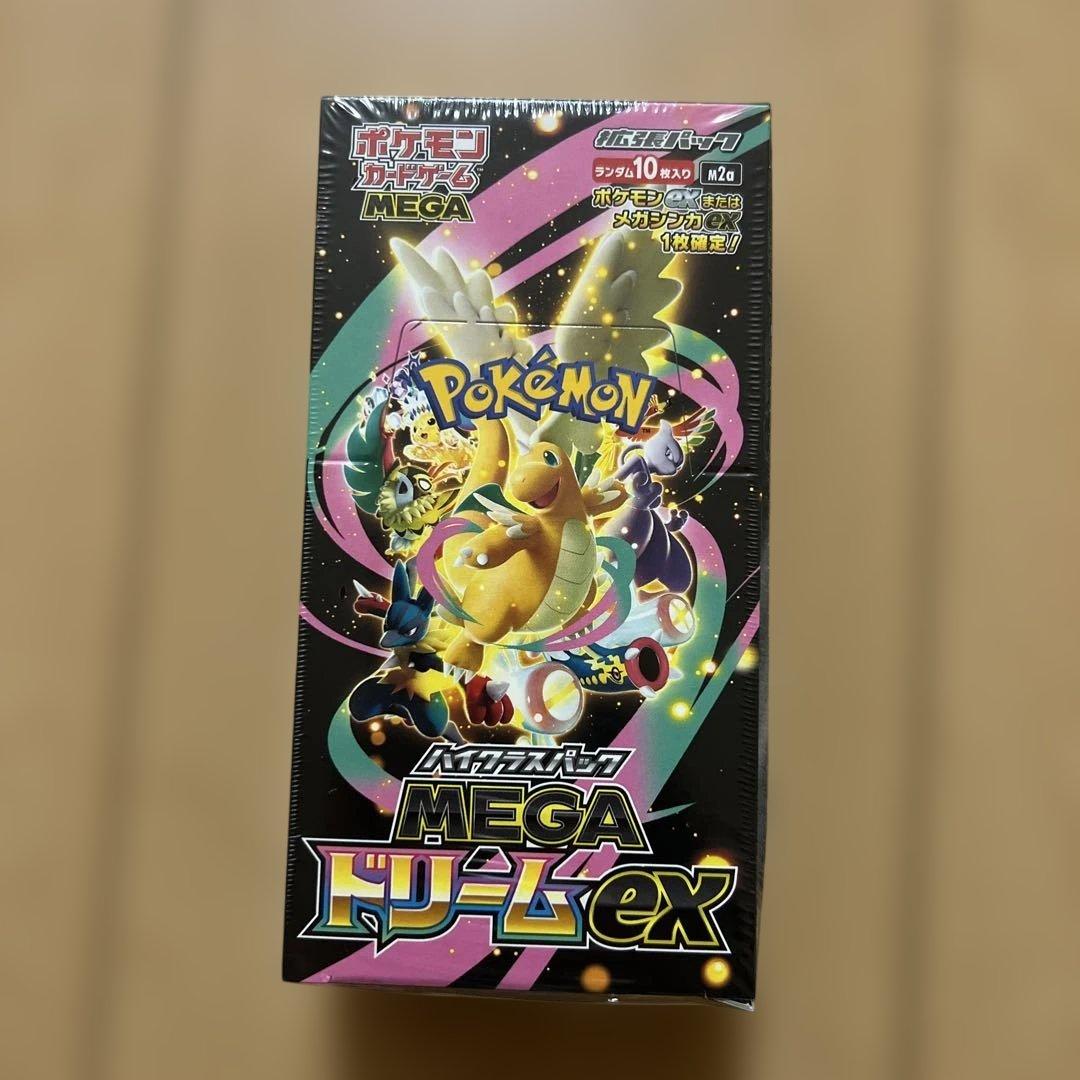 ポケモン
カードゲーム
MEGA
拡張パック
ランダム10枚入り M2a
ポケモンexまたは
メガシンカex
1枚確定!
POKéMON
ハイクラスパック
MEGA
ドリームex